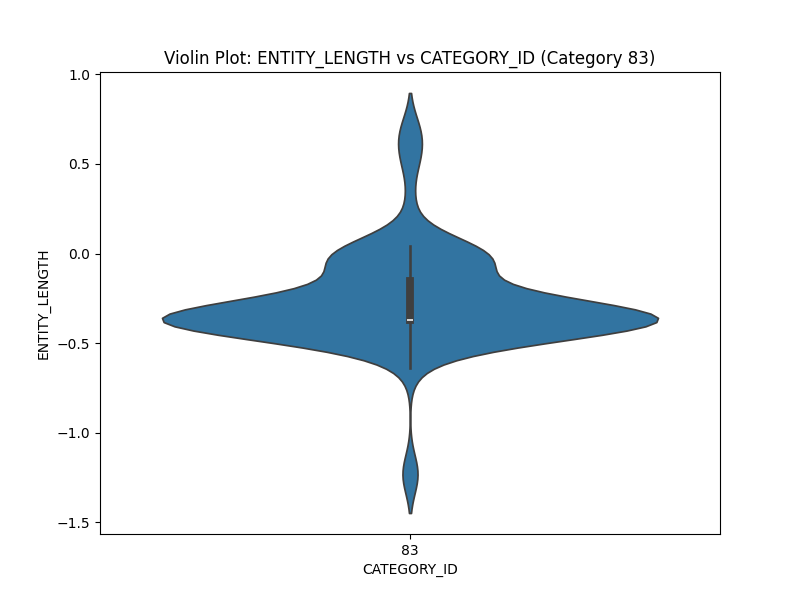 Violin Plot: ENTITY_LENGTH vs CATEGORY_ID (Category 83)
1.0
0.5
0.0
−0.5
−1.0
−1.5
ENTITY_LENGTH
83
CATEGORY_ID